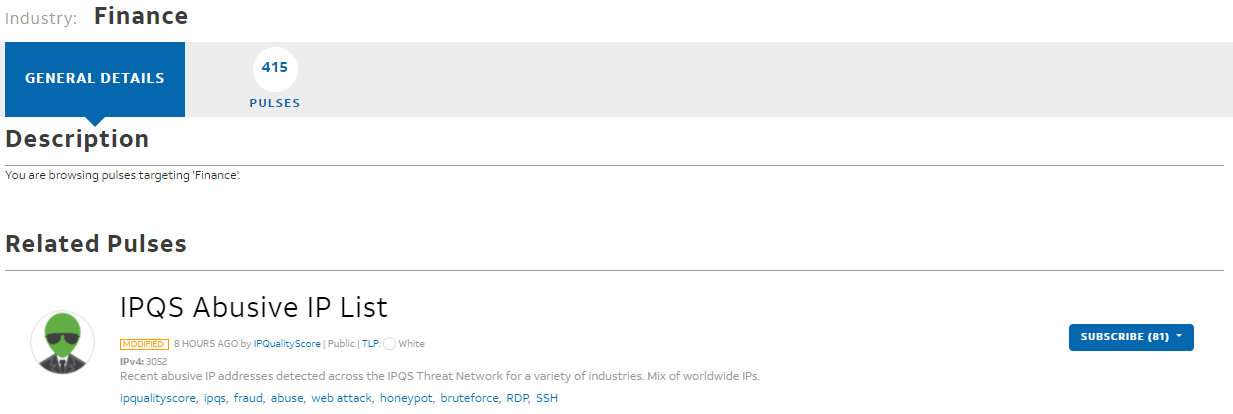 Industry: Finance
GENERAL DETAILS
415
PULSES
Description
You are browsing pulses targeting 'Finance'.
Related Pulses
IPQS Abusive IP List
MODIFIED 8 HOURS AGO by IPQualityScore | Public | TLP: White
SUBSCRIBE (81)
IPv4: 3052
Recent abusive IP addresses detected across the IPQS Threat Network for a variety of industries. Mix of worldwide IPs.
ipqualityscore, ipqs, fraud, abuse, web attack, honeypot, bruteforce, RDP, SSH